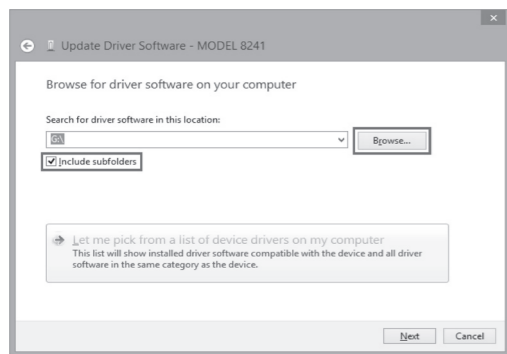 Update Driver Software - MODEL 8241
Browse for driver software on your computer
Search for driver software in this location:
G:\
Browse...
Include subfolders
Let me pick from a list of device drivers on my computer
This list will show installed driver software compatible with the device and all driver
software in the same category as the device.
Next
Cancel